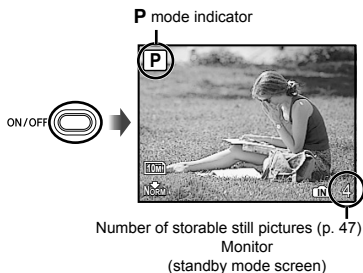 P mode indicator
P
ON/OFF
10M
NORM
IN 4
Number of storable still pictures (p. 47)
Monitor
(standby mode screen)